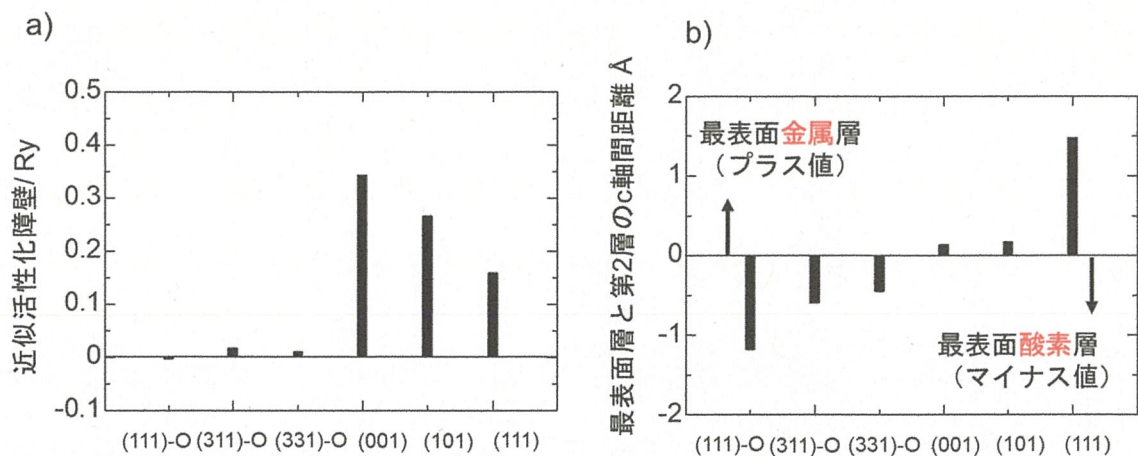 a)
近似活性化障壁/ Ry
0.5
0.4
0.3
0.2
0.1
0
-0.1
(111)-O (311)-O (331)-O (001) (101) (111)
b)
最表面層と第2層のc軸間距離 Å
2
1
0
-1
-2
最表面金属層
（プラス値）
最表面酸素層
（マイナス値）
(111)-O (311)-O (331)-O (001) (101) (111)